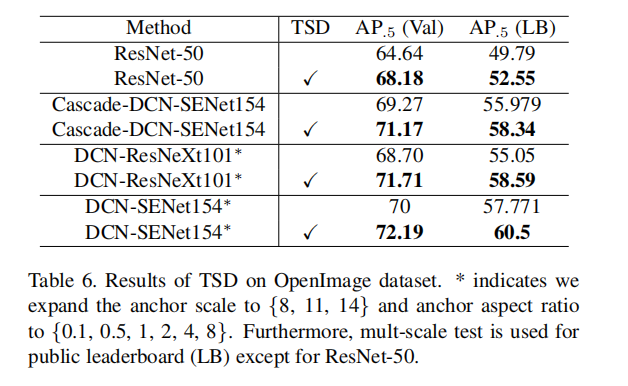 Method TSD AP.5 (Val) AP.5 (LB)
ResNet-50 64.64 49.79
ResNet-50 ✓ 68.18 52.55
Cascade-DCN-SENet154 69.27 55.979
Cascade-DCN-SENet154 ✓ 71.17 58.34
DCN-ResNeXt101* 68.70 55.05
DCN-ResNeXt101* ✓ 71.71 58.59
DCN-SENet154* 70 57.771
DCN-SENet154* ✓ 72.19 60.5
Table 6. Results of TSD on OpenImage dataset. * indicates we
expand the anchor scale to {8, 11, 14} and anchor aspect ratio
to {0.1, 0.5, 1, 2, 4, 8}. Furthermore, mult-scale test is used for
public leaderboard (LB) except for ResNet-50.